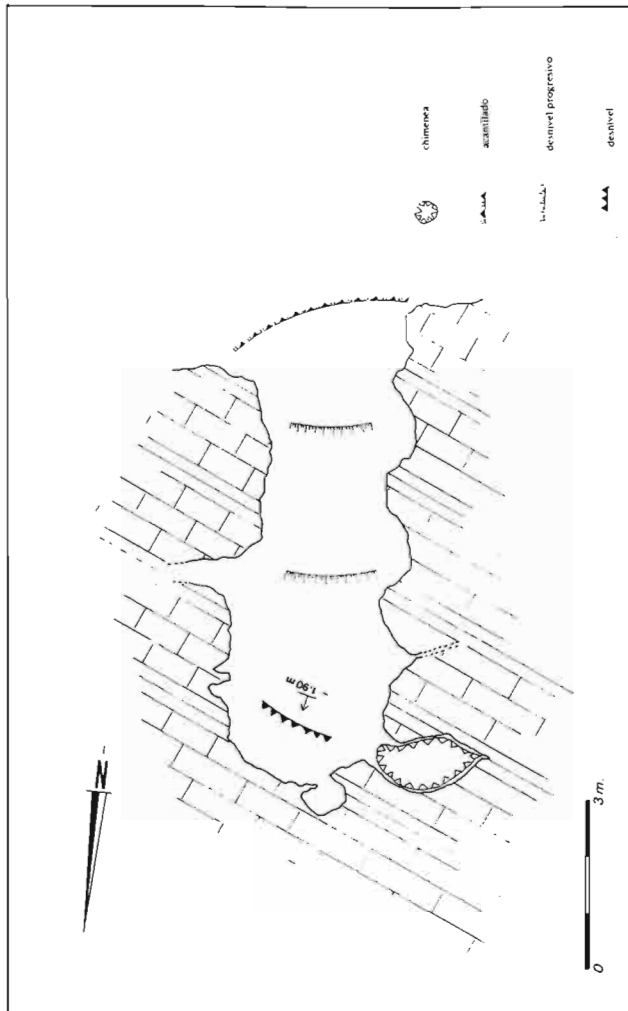 chimenea
acantilado
desnivel progresivo
desnivel
- 1.90 m
N
0
3 m.